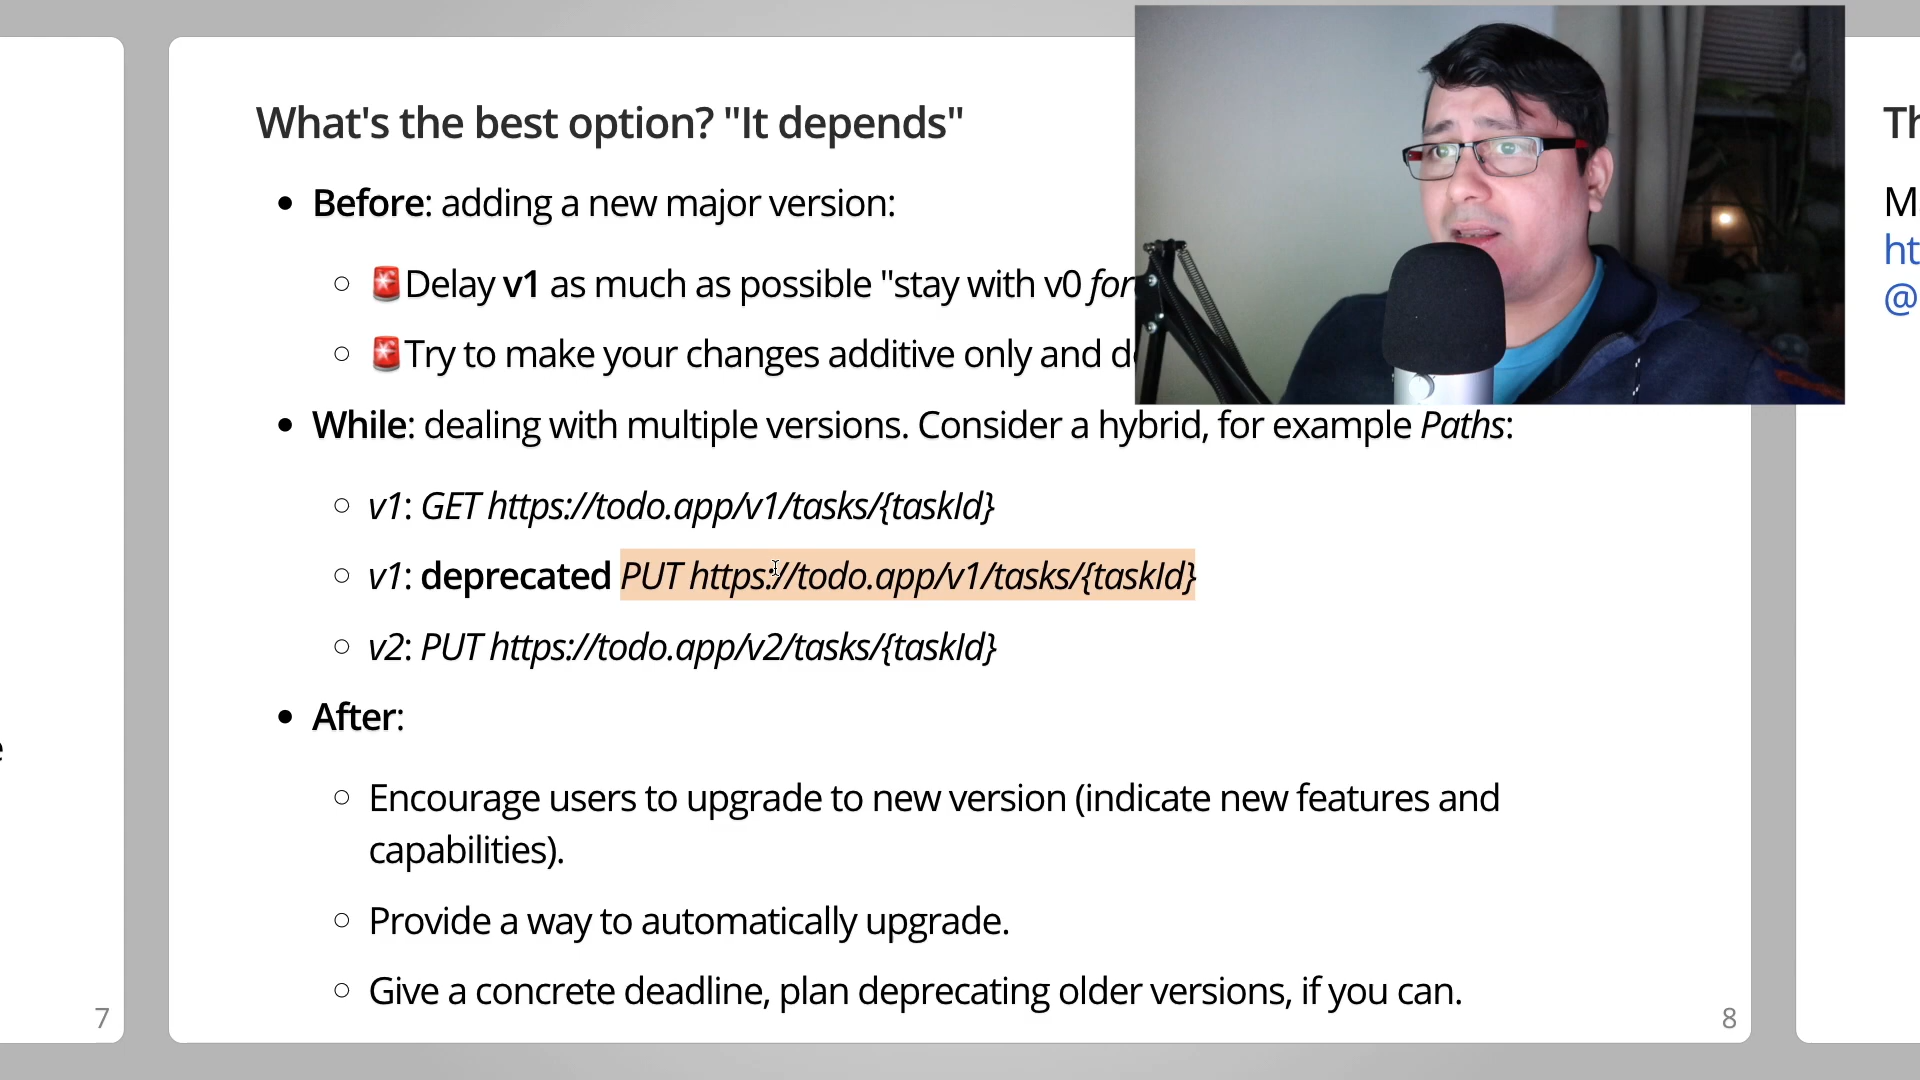 What's the best option? "It depends"
Before: adding a new major version:
Delay v1 as much as possible "stay with v0
Try to make your changes additive only and
While: dealing with multiple versions. Consider a hybrid, for example Paths:
v1: GET https://todo.app/v1/tasks/{taskId}
v1: deprecated PUT https://todo.app/v1/tasks/{taskId}
v2: PUT https://todo.app/v2/tasks/{taskId}
After:
Encourage users to upgrade to new version (indicate new features and
capabilities).
Provide a way to automatically upgrade.
Give a concrete deadline, plan deprecating older versions, if you can.
7
8